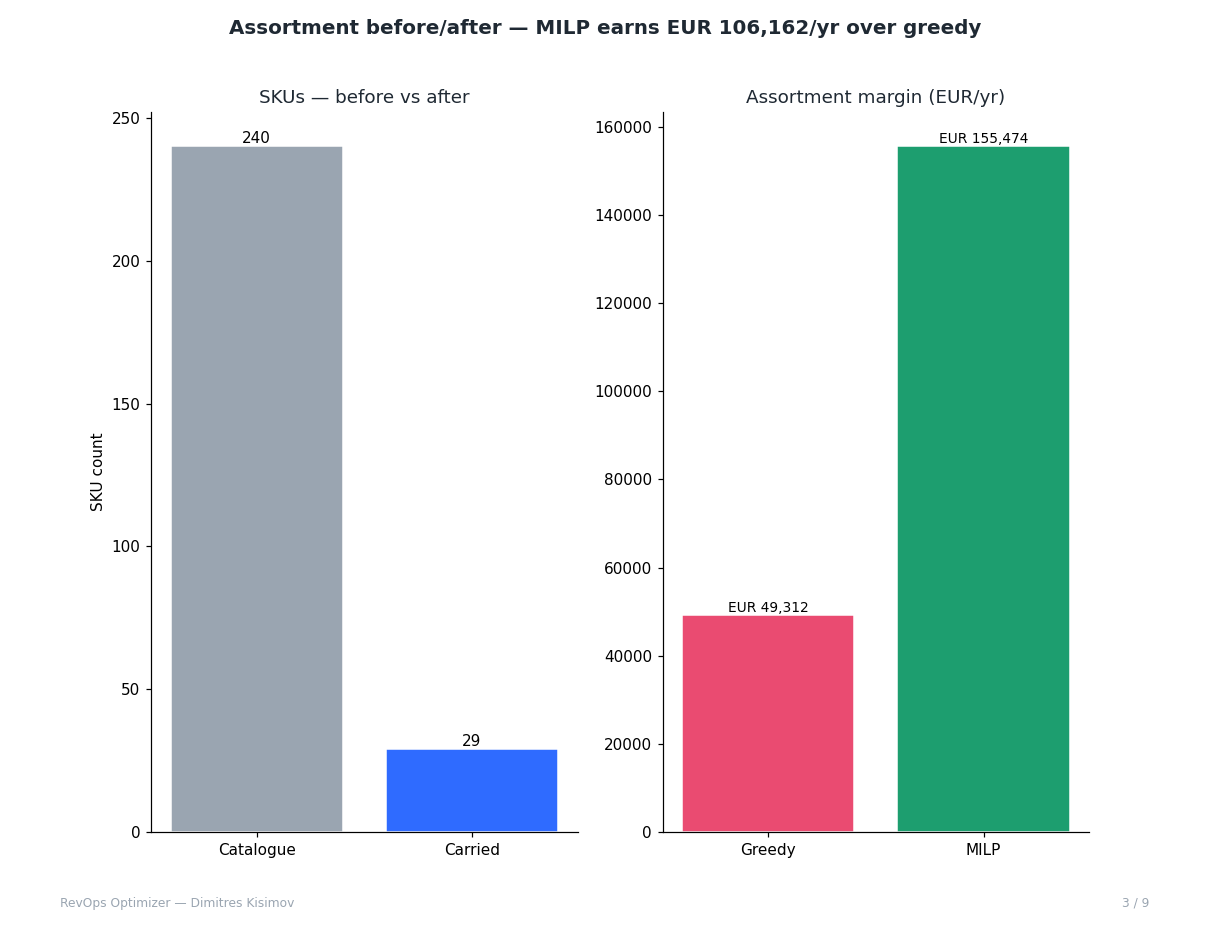 Assortment before/after — MILP earns EUR 106,162/yr over greedy
SKUs — before vs after
250
240
200
150
100
50
29
0
SKU count
Catalogue
Carried
Assortment margin (EUR/yr)
160000
EUR 155,474
140000
120000
100000
80000
60000
EUR 49,312
40000
20000
0
Greedy
MILP
RevOps Optimizer — Dimitres Kisimov
3 / 9